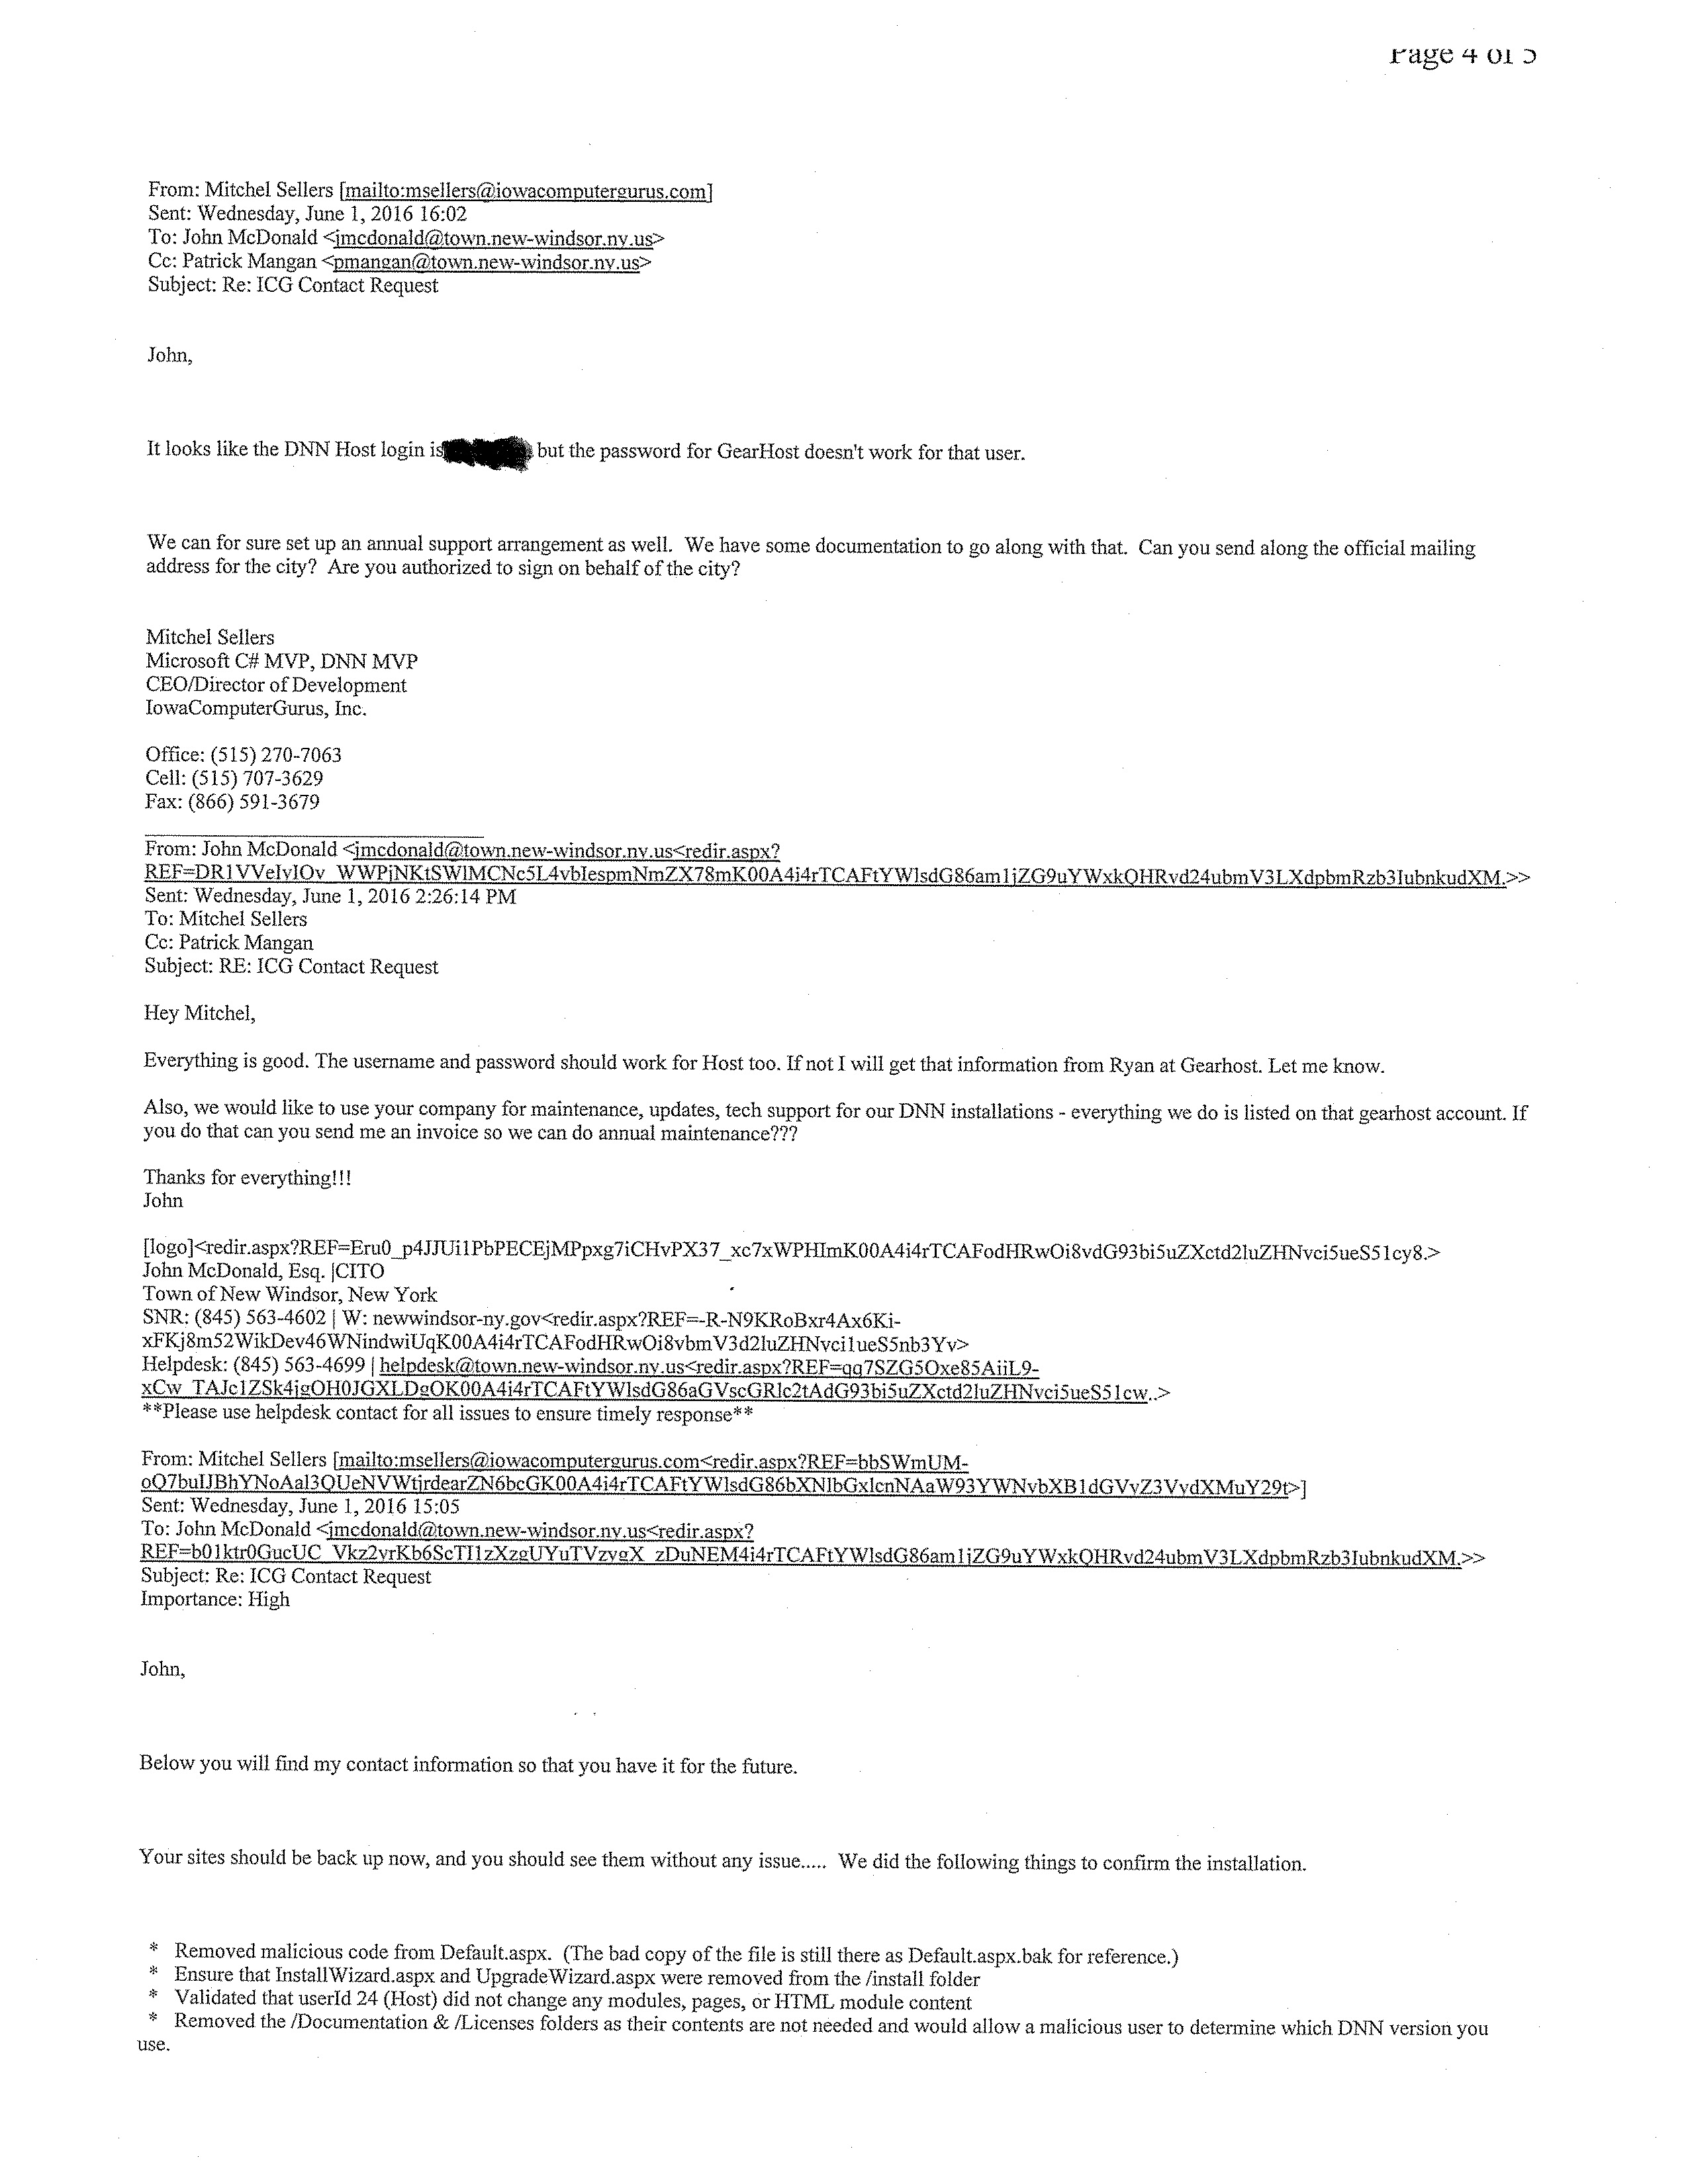 Page 4 of 5
From: Mitchel Sellers [mailto:msellers@iowacomputergurus.com]
Sent: Wednesday, June 1, 2016 16:02
To: John McDonald <jmcdonald@town.new-windsor.ny.us>
Cc: Patrick Mangan <pmangan@town.new-windsor.ny.us>
Subject: Re: ICG Contact Request
John,
It looks like the DNN Host login is but the password for GearHost doesn't work for that user.
We can for sure set up an annual support arrangement as well. We have some documentation to go along with that. Can you send along the official mailing
address for the city? Are you authorized to sign on behalf of the city?
Mitchel Sellers
Microsoft C# MVP, DNN MVP
CEO/Director of Development
IowaComputerGurus, Inc.
Office: (515) 270-7063
Cell: (515) 707-3629
Fax: (866) 591-3679
From: John McDonald <jmcdonald@town.new-windsor.ny.us<redir.aspx?
REF=DR1VVeIvIOv_WWPjNKtSWlMCNc5L4vbIespmNmZX78mK00A4i4rTCAFtYWlsdG86am1jZG9uYWxkQHRvd24ubmV3LXdpbmRzb3IubnkudXM.>>
Sent: Wednesday, June 1, 2016 2:26:14 PM
To: Mitchel Sellers
Cc: Patrick Mangan
Subject: RE: ICG Contact Request
Hey Mitchel,
Everything is good. The username and password should work for Host too. If not I will get that information from Ryan at Gearhost. Let me know.
Also, we would like to use your company for maintenance, updates, tech support for our DNN installations - everything we do is listed on that gearhost account. If
you do that can you send me an invoice so we can do annual maintenance???
Thanks for everything!!!
John
[logo]<redir.aspx?REF=Eru0_p4JJUi1PbPECEjMPpxg7iCHvPX37_xc7xWPHImK00A4i4rTCAFodHRwOi8vdG93bi5uZXctd2luZHNvci5ueS51cy8.>
John McDonald, Esq. |CITO
Town of New Windsor, New York
SNR: (845) 563-4602 | W: newwindsor-ny.gov<redir.aspx?REF=-R-N9KRoBxr4Ax6Ki-
xFKj8m52WikDev46WNindwiUqK00A4i4rTCAFodHRwOi8vbmV3d2luZHNvci1ueS5nb3Yv>
Helpdesk: (845) 563-4699 | helpdesk@town.new-windsor.ny.us<redir.aspx?REF=qq7SZG5Oxe85AiiL9-
xCw_TAJc1ZSk4jgOH0JGXLDgOK00A4i4rTCAFtYWlsdG86aGVscGRlc2tAdG93bi5uZXctd2luZHNvci5ueS51cw..>
**Please use helpdesk contact for all issues to ensure timely response**
From: Mitchel Sellers [mailto:msellers@iowacomputergurus.com<redir.aspx?REF=bbSWmUM-
oQ7buIJBhYNoAal3QUeNVWtjrdearZN6bcGK00A4i4rTCAFtYWlsdG86bXNlbGxlcnNAaW93YWNvbXB1dGVyZ3VydXMuY29t>]
Sent: Wednesday, June 1, 2016 15:05
To: John McDonald <jmcdonald@town.new-windsor.ny.us<redir.aspx?
REF=b01ktr0GucUC_Vkz2yrKb6ScTI1zXzgUYuTVzvgX_zDuNEM4i4rTCAFtYWlsdG86am1jZG9uYWxkQHRvd24ubmV3LXdpbmRzb3IubnkudXM.>>
Subject: Re: ICG Contact Request
Importance: High
John,
Below you will find my contact information so that you have it for the future.
Your sites should be back up now, and you should see them without any issue..... We did the following things to confirm the installation.
* Removed malicious code from Default.aspx. (The bad copy of the file is still there as Default.aspx.bak for reference.)
* Ensure that InstallWizard.aspx and UpgradeWizard.aspx were removed from the /install folder
* Validated that userId 24 (Host) did not change any modules, pages, or HTML module content
* Removed the /Documentation & /Licenses folders as their contents are not needed and would allow a malicious user to determine which DNN version you
use.